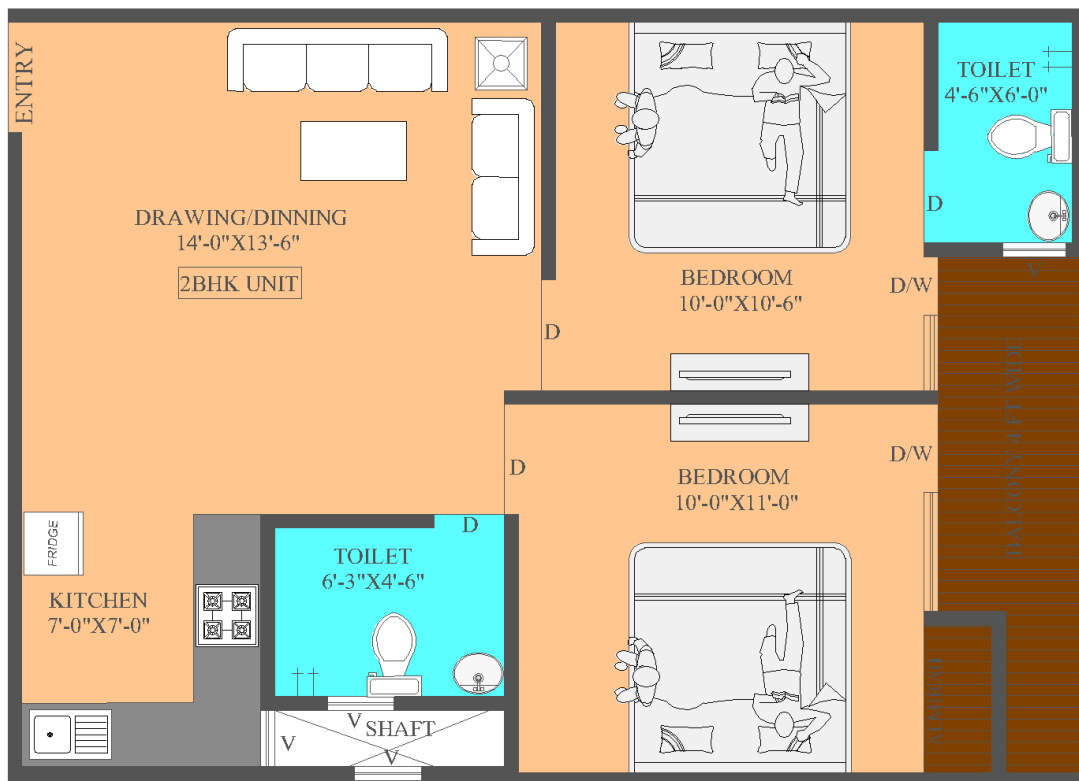 ENTRY
TOILET
4'-6"X6'-0"
D
V
DRAWING/DINNING
14'-0"X13'-6"
2BHK UNIT
BEDROOM
10'-0"X10'-6"
D/W
D
BALCONY 4 FT WIDE
D/W
D
BEDROOM
10'-0"X11'-0"
FRIDGE
D
TOILET
6'-3"X4'-6"
KITCHEN
7'-0"X7'-0"
ALMIRAH
V
SHAFT
V
V